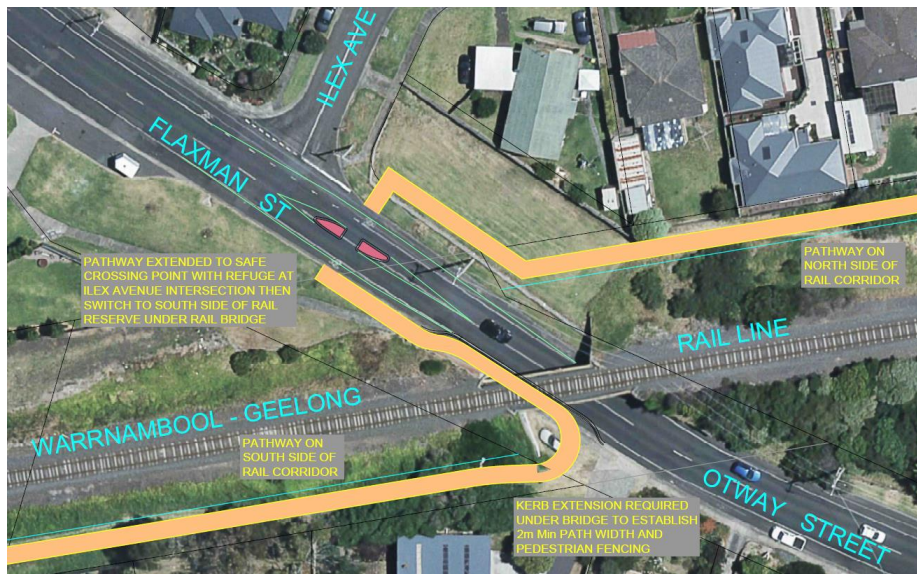 ILEX AVE
FLAXMAN ST
PATHWAY EXTENDED TO SAFE
CROSSING POINT WITH REFUGE AT
ILEX AVENUE INTERSECTION THEN
SWITCH TO SOUTH SIDE OF RAIL
RESERVE UNDER RAIL BRIDGE
PATHWAY ON
NORTH SIDE OF
RAIL CORRIDOR
RAIL LINE
WARRNAMBOOL - GEELONG
PATHWAY ON
SOUTH SIDE OF
RAIL CORRIDOR
KERB EXTENSION REQUIRED
UNDER BRIDGE TO ESTABLISH
2m Min PATH WIDTH AND
PEDESTRIAN FENCING
OTWAY STREET